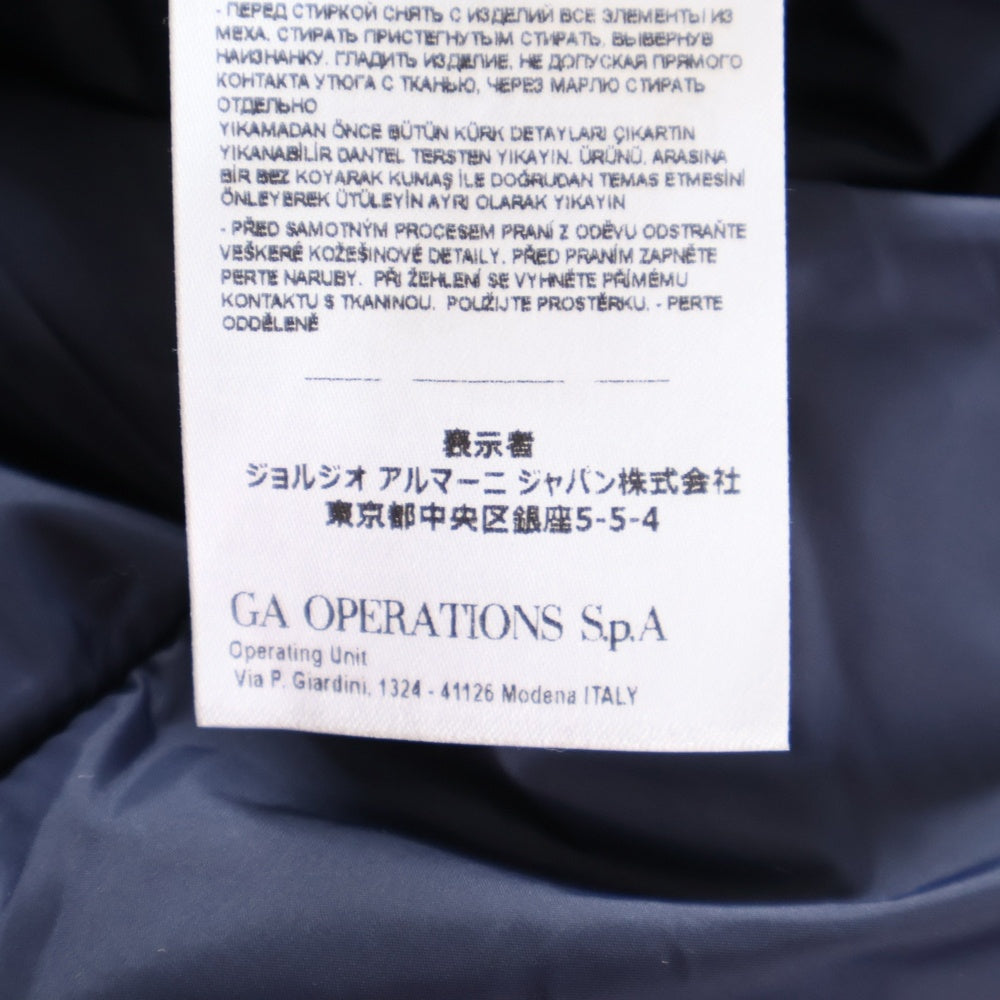 - ПЕРЕД СТИРКОЙ СНЯТЬ С ИЗДЕЛИЙ ВСЕ ЭЛЕМЕНТЫ ИЗ
МЕХА. СТИРАТЬ ПРИСТЕГНУТЫМ СТИРАТЬ, ВЫВЕРНУВ
НАИЗНАНКУ. ГЛАДИТЬ ИЗДЕЛИЕ, НЕ ДОПУСКАЯ ПРЯМОГО
КОНТАКТА УТЮГА С ТКАНЬЮ, ЧЕРЕЗ МАРЛЮ СТИРАТЬ
ОТДЕЛЬНО
YIKAMADAN ÖNCE BÜTÜN KÜRK DETAYLARI ÇIKARTIN
YIKANABİLİR DANTEL TERSTEN YIKAYIN. ÜRÜNÜ, ARASINA
BİR BEZ KOYARAK KUMAŞ İLE DOĞRUDAN TEMAS ETMESİNİ
ÖNLEYEREK ÜTÜLEYİN AYRI OLARAK YIKAYIN
- PŘED SAMOTNÝM PROCESEM PRANÍ Z ODĚVU ODSTRAŇTE
VEŠKERÉ KOŽEŠINOVÉ DETAILY. PŘED PRANÍM ZAPNĚTE
PERTE NARUBY. PŘI ŽEHLENÍ SE VYHNĚTE PŘÍMÉMU
KONTAKTU S TKANINOU. POUŽIJTE PROSTĚRKU. - PERTE
ODDĚLENĚ
表示者
ジョルジオ アルマーニ ジャパン株式会社
東京都中央区銀座5-5-4
GA OPERATIONS S.p.A
Operating Unit
Via P. Giardini, 1324 - 41126 Modena ITALY